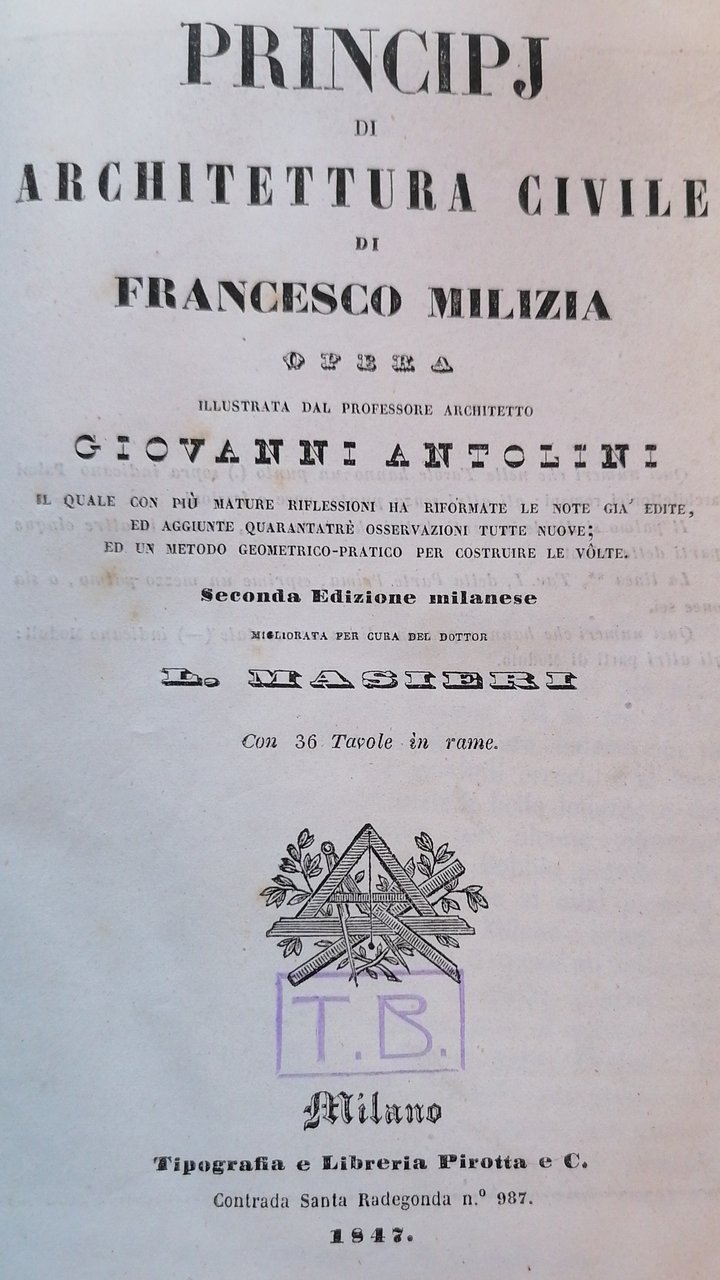 PRINCIPJ
DI
ARCHITETTURA CIVILE
DI
FRANCESCO MILIZIA
OPERA
ILLUSTRATA DAL PROFESSORE ARCHITETTO
GIOVANNI ANTOLINI
IL QUALE CON PIÙ MATURE RIFLESSIONI HA RIFORMATE LE NOTE GIA' EDITE,
ED AGGIUNTE QUARANTATRÈ OSSERVAZIONI TUTTE NUOVE;
ED UN METODO GEOMETRICO-PRATICO PER COSTRUIRE LE VÔLTE.
Seconda Edizione milanese
MIGLIORATA PER CURA DEL DOTTOR
L. MASIERI
Con 36 Tavole in rame.
T.B.
Milano
Tipografia e Libreria Pirotta e C.
Contrada Santa Radegonda n.º 987.
1847.